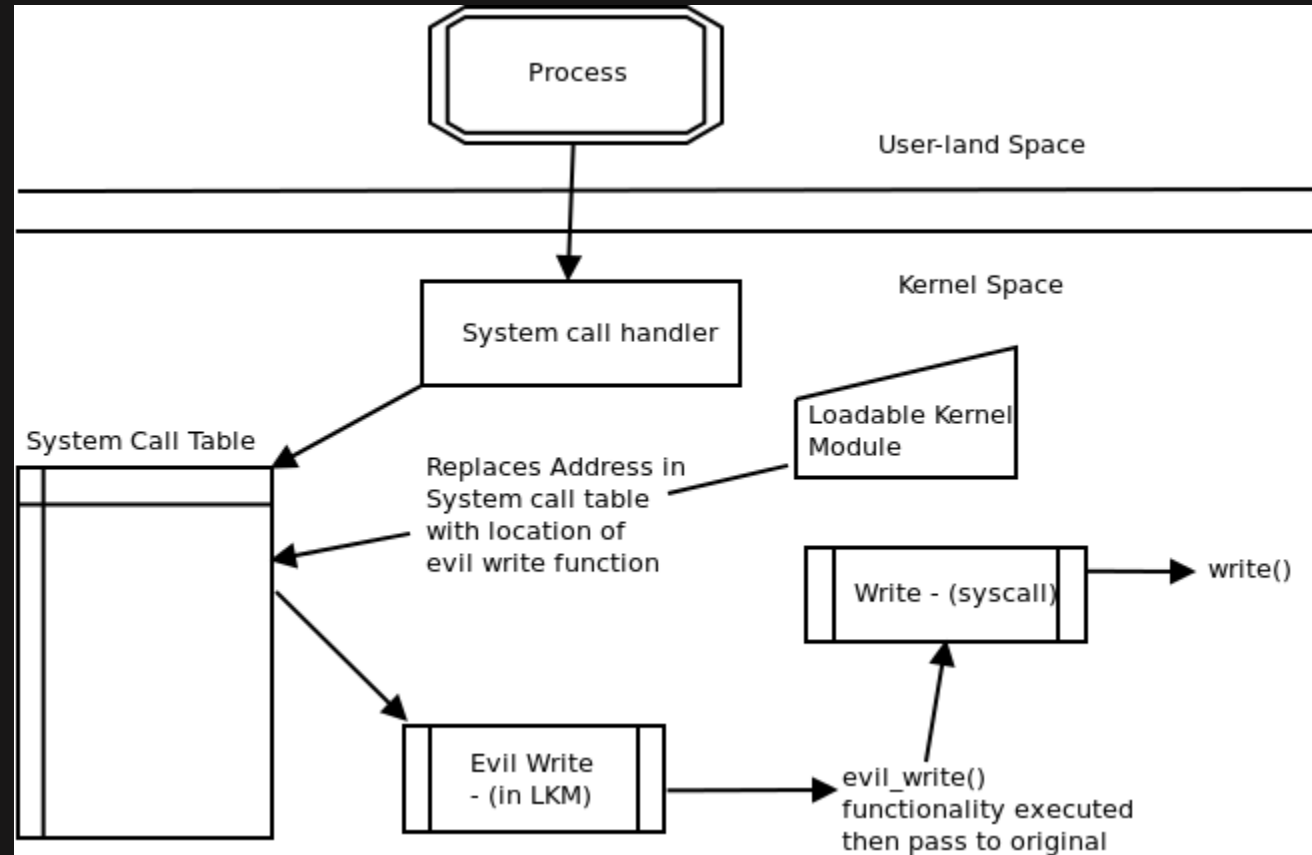 Process
User-land Space
Kernel Space
System call handler
Loadable Kernel
Module
System Call Table
Replaces Address in
System call table
with location of
evil write function
Write - (syscall)
write()
Evil Write
- (in LKM)
evil_write()
functionality executed
then pass to original